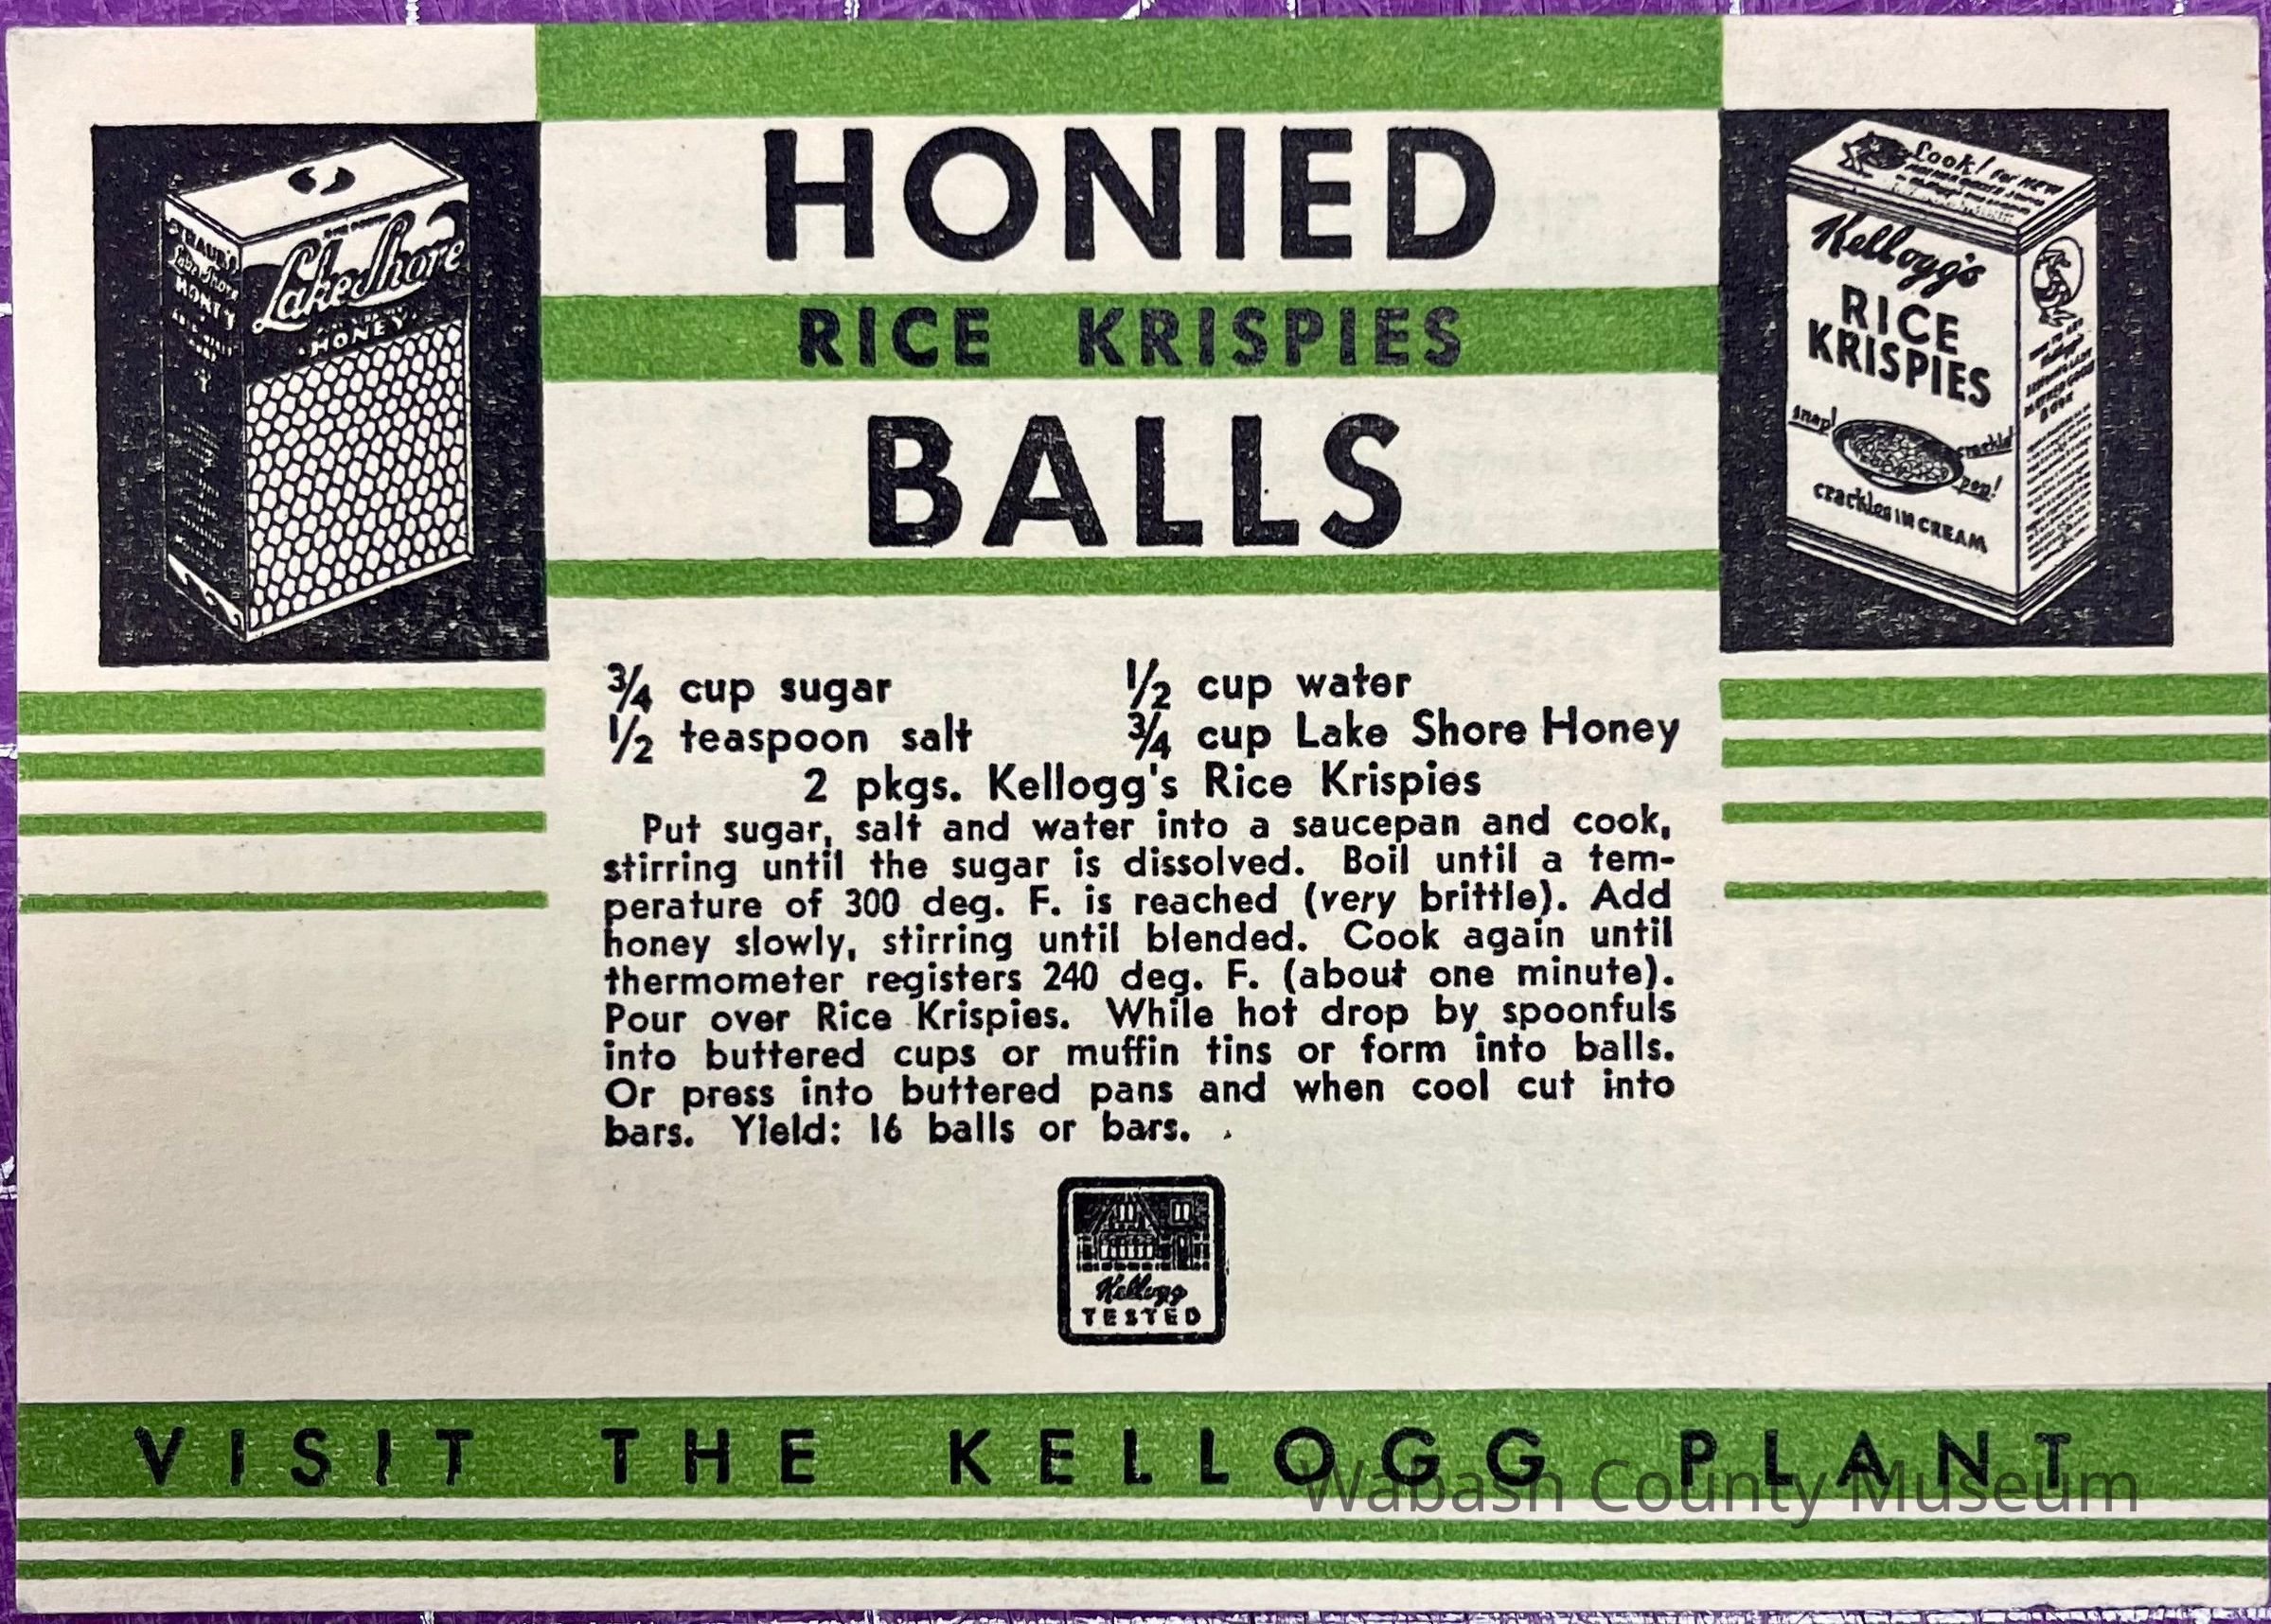 HONIED
RICE KRISPIES
BALLS
Lake Shore
HONEY
Lake Shore
HONEY
Look! for NEW
Kellogg's
RICE
KRISPIES
snap!
crackle!
pop!
crackles IN CREAM
3/4 cup sugar 1/2 cup water
1/2 teaspoon salt 3/4 cup Lake Shore Honey
2 pkgs. Kellogg's Rice Krispies
Put sugar, salt and water into a saucepan and cook,
stirring until the sugar is dissolved. Boil until a tem-
perature of 300 deg. F. is reached (very brittle). Add
honey slowly, stirring until blended. Cook again until
thermometer registers 240 deg. F. (about one minute).
Pour over Rice Krispies. While hot drop by spoonfuls
into buttered cups or muffin tins or form into balls.
Or press into buttered pans and when cool cut into
bars. Yield: 16 balls or bars.
Kellogg
TESTED
VISIT THE KELLOGG PLANT
Wabash County Museum